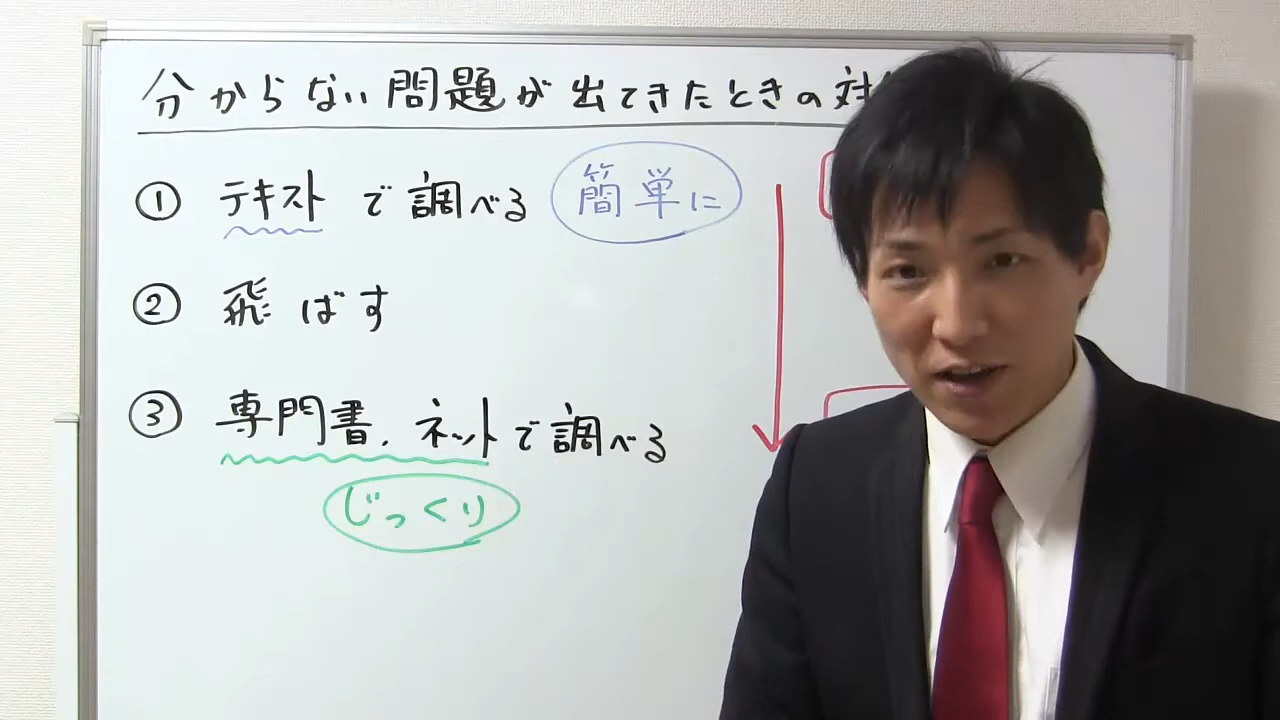 分からない問題が出てきたときの対
① テキストで調べる 簡単に
② 飛ばす
③ 専門書、ネットで調べる
じっくり